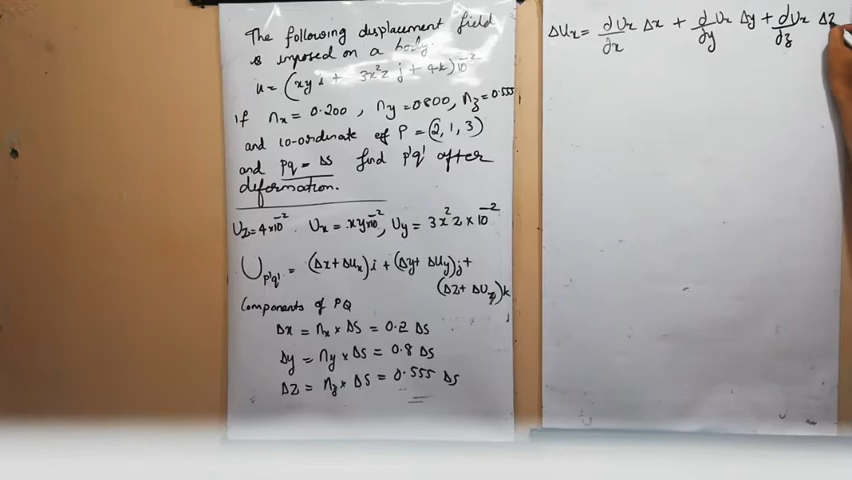 The following displacement field
is imposed on a body:
u = (xy i + 3x²z j + 4k)10⁻²
if nx = 0.200 , ny = 0.800, nz = 0.555
and co-ordinate of P = (2, 1, 3)
and pq = Δs find p'q' after
deformation.
Uz = 4×10⁻² Ux = xy×10⁻², Uy = 3x²z × 10⁻²
Up'q' = (Δx + ΔUx)i + (Δy + ΔUy)j +
(Δz + ΔUz)k
Components of PQ
Δx = nx × Δs = 0.2 Δs
Δy = ny × Δs = 0.8 Δs
Δz = nz × Δs = 0.555 Δs
ΔUx = ∂Ux/∂x Δx + ∂Ux/∂y Δy + ∂Ux/∂z Δz